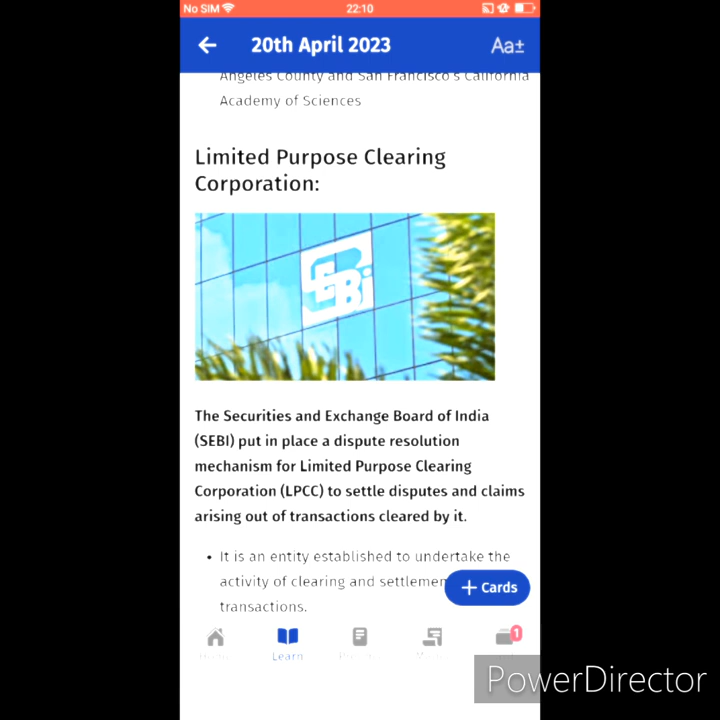 No SIM 22:10
20th April 2023 Aa±
Angeles County and San Francisco's California
Academy of Sciences
Limited Purpose Clearing
Corporation:
SEBI
The Securities and Exchange Board of India
(SEBI) put in place a dispute resolution
mechanism for Limited Purpose Clearing
Corporation (LPCC) to settle disputes and claims
arising out of transactions cleared by it.
• It is an entity established to undertake the
activity of clearing and
transactions.
+ Cards
1
Learn
PowerDirector